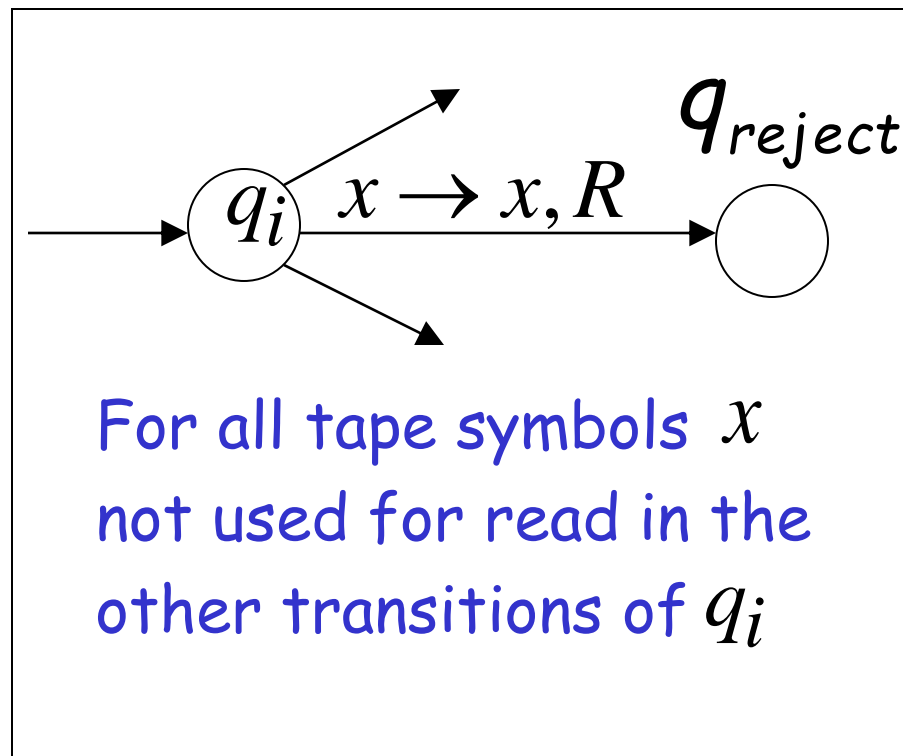 q_reject
q_i x → x, R
For all tape symbols x
not used for read in the
other transitions of q_i